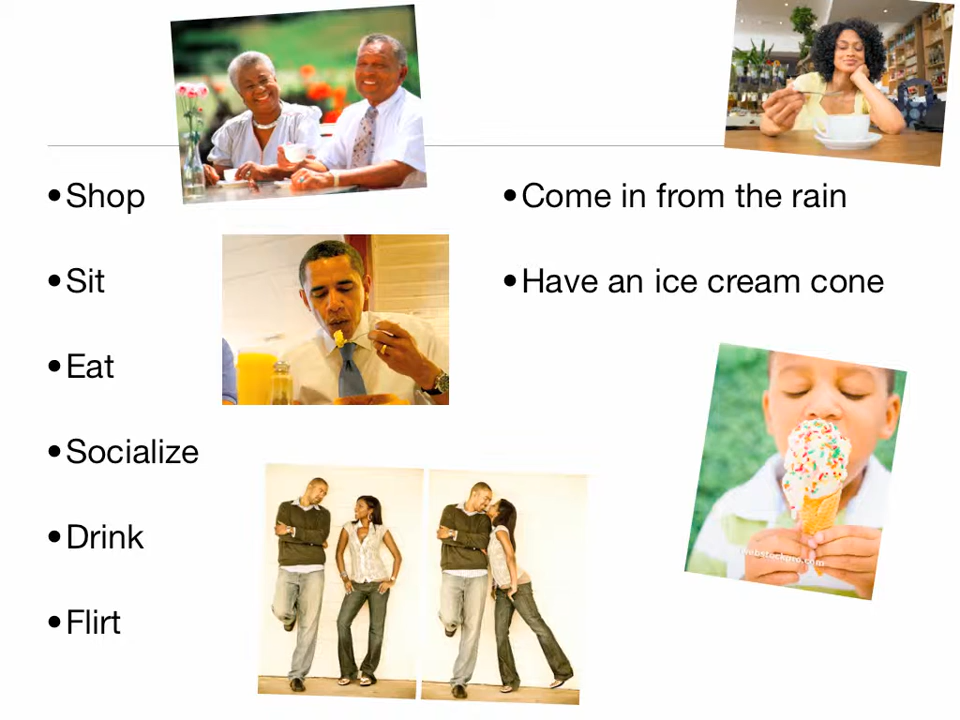 •Shop
•Sit
•Eat
•Socialize
•Drink
•Flirt
•Come in from the rain
•Have an ice cream cone